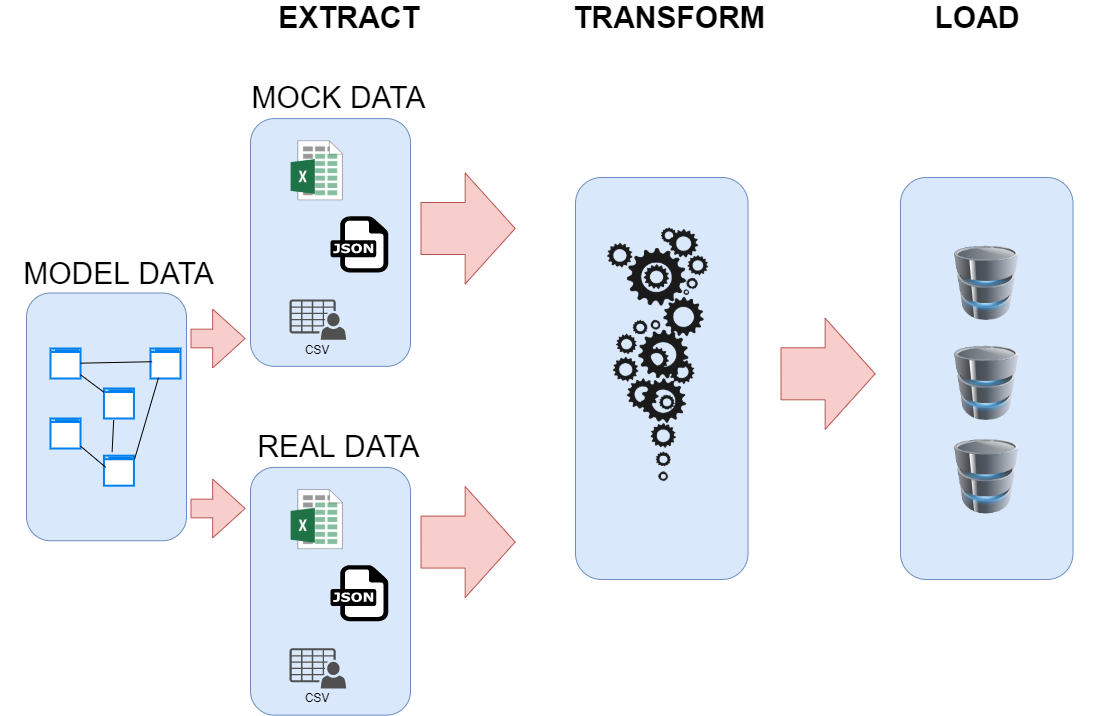 EXTRACT
TRANSFORM
LOAD
MOCK DATA
X
JSON
CSV
MODEL DATA
REAL DATA
X
JSON
CSV